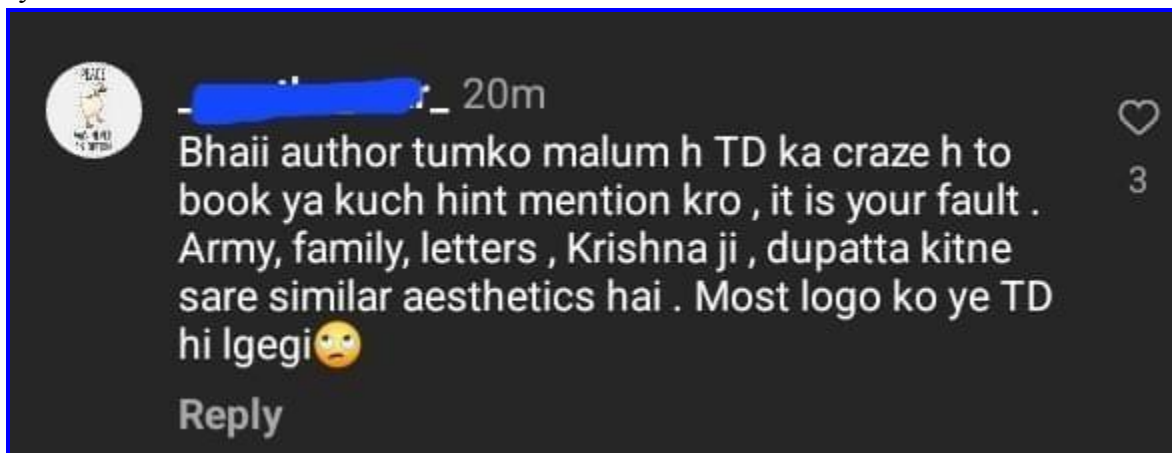 20m
Bhaii author tumko malum h TD ka craze h to
book ya kuch hint mention kro , it is your fault .
Army, family, letters , Krishna ji , dupatta kitne
sare similar aesthetics hai . Most logo ko ye TD
hi lgegi🙄
3
Reply